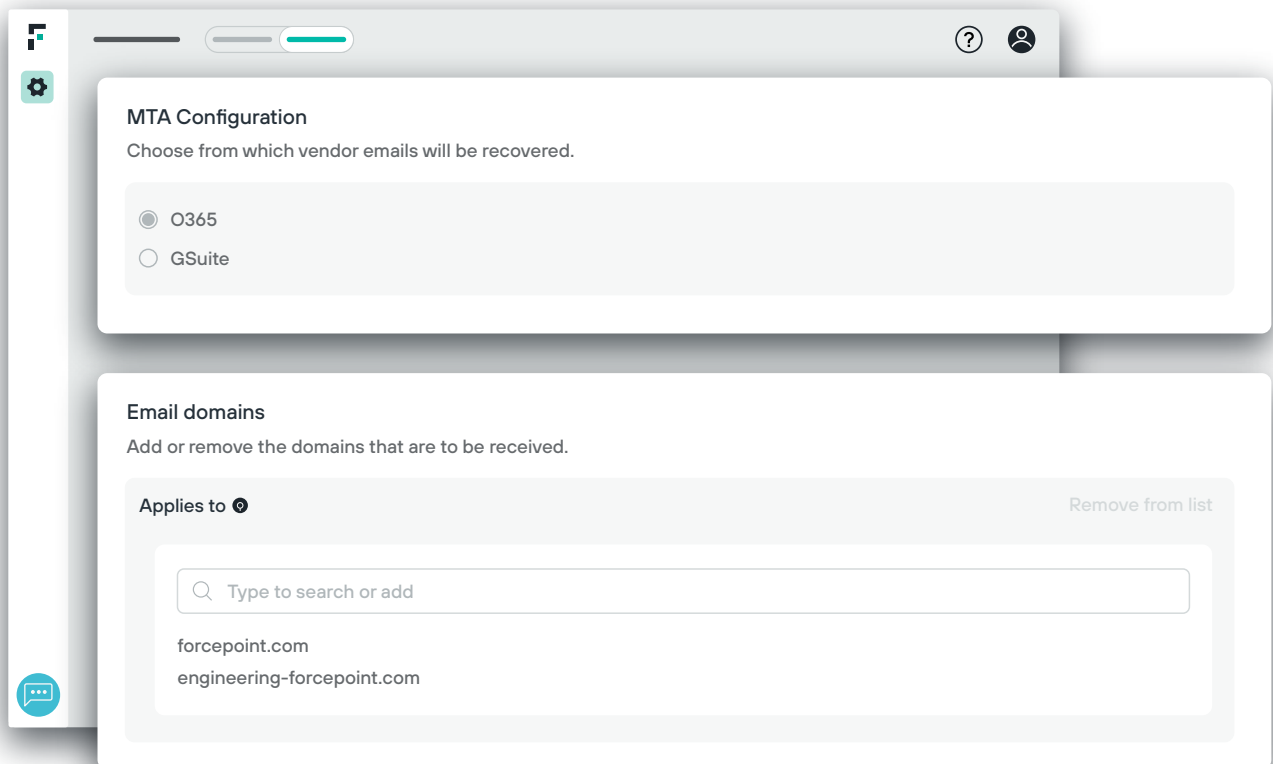 MTA Configuration
Choose from which vendor emails will be recovered.
O365
GSuite
Email domains
Add or remove the domains that are to be received.
Applies to
Remove from list
Type to search or add
forcepoint.com
engineering-forcepoint.com